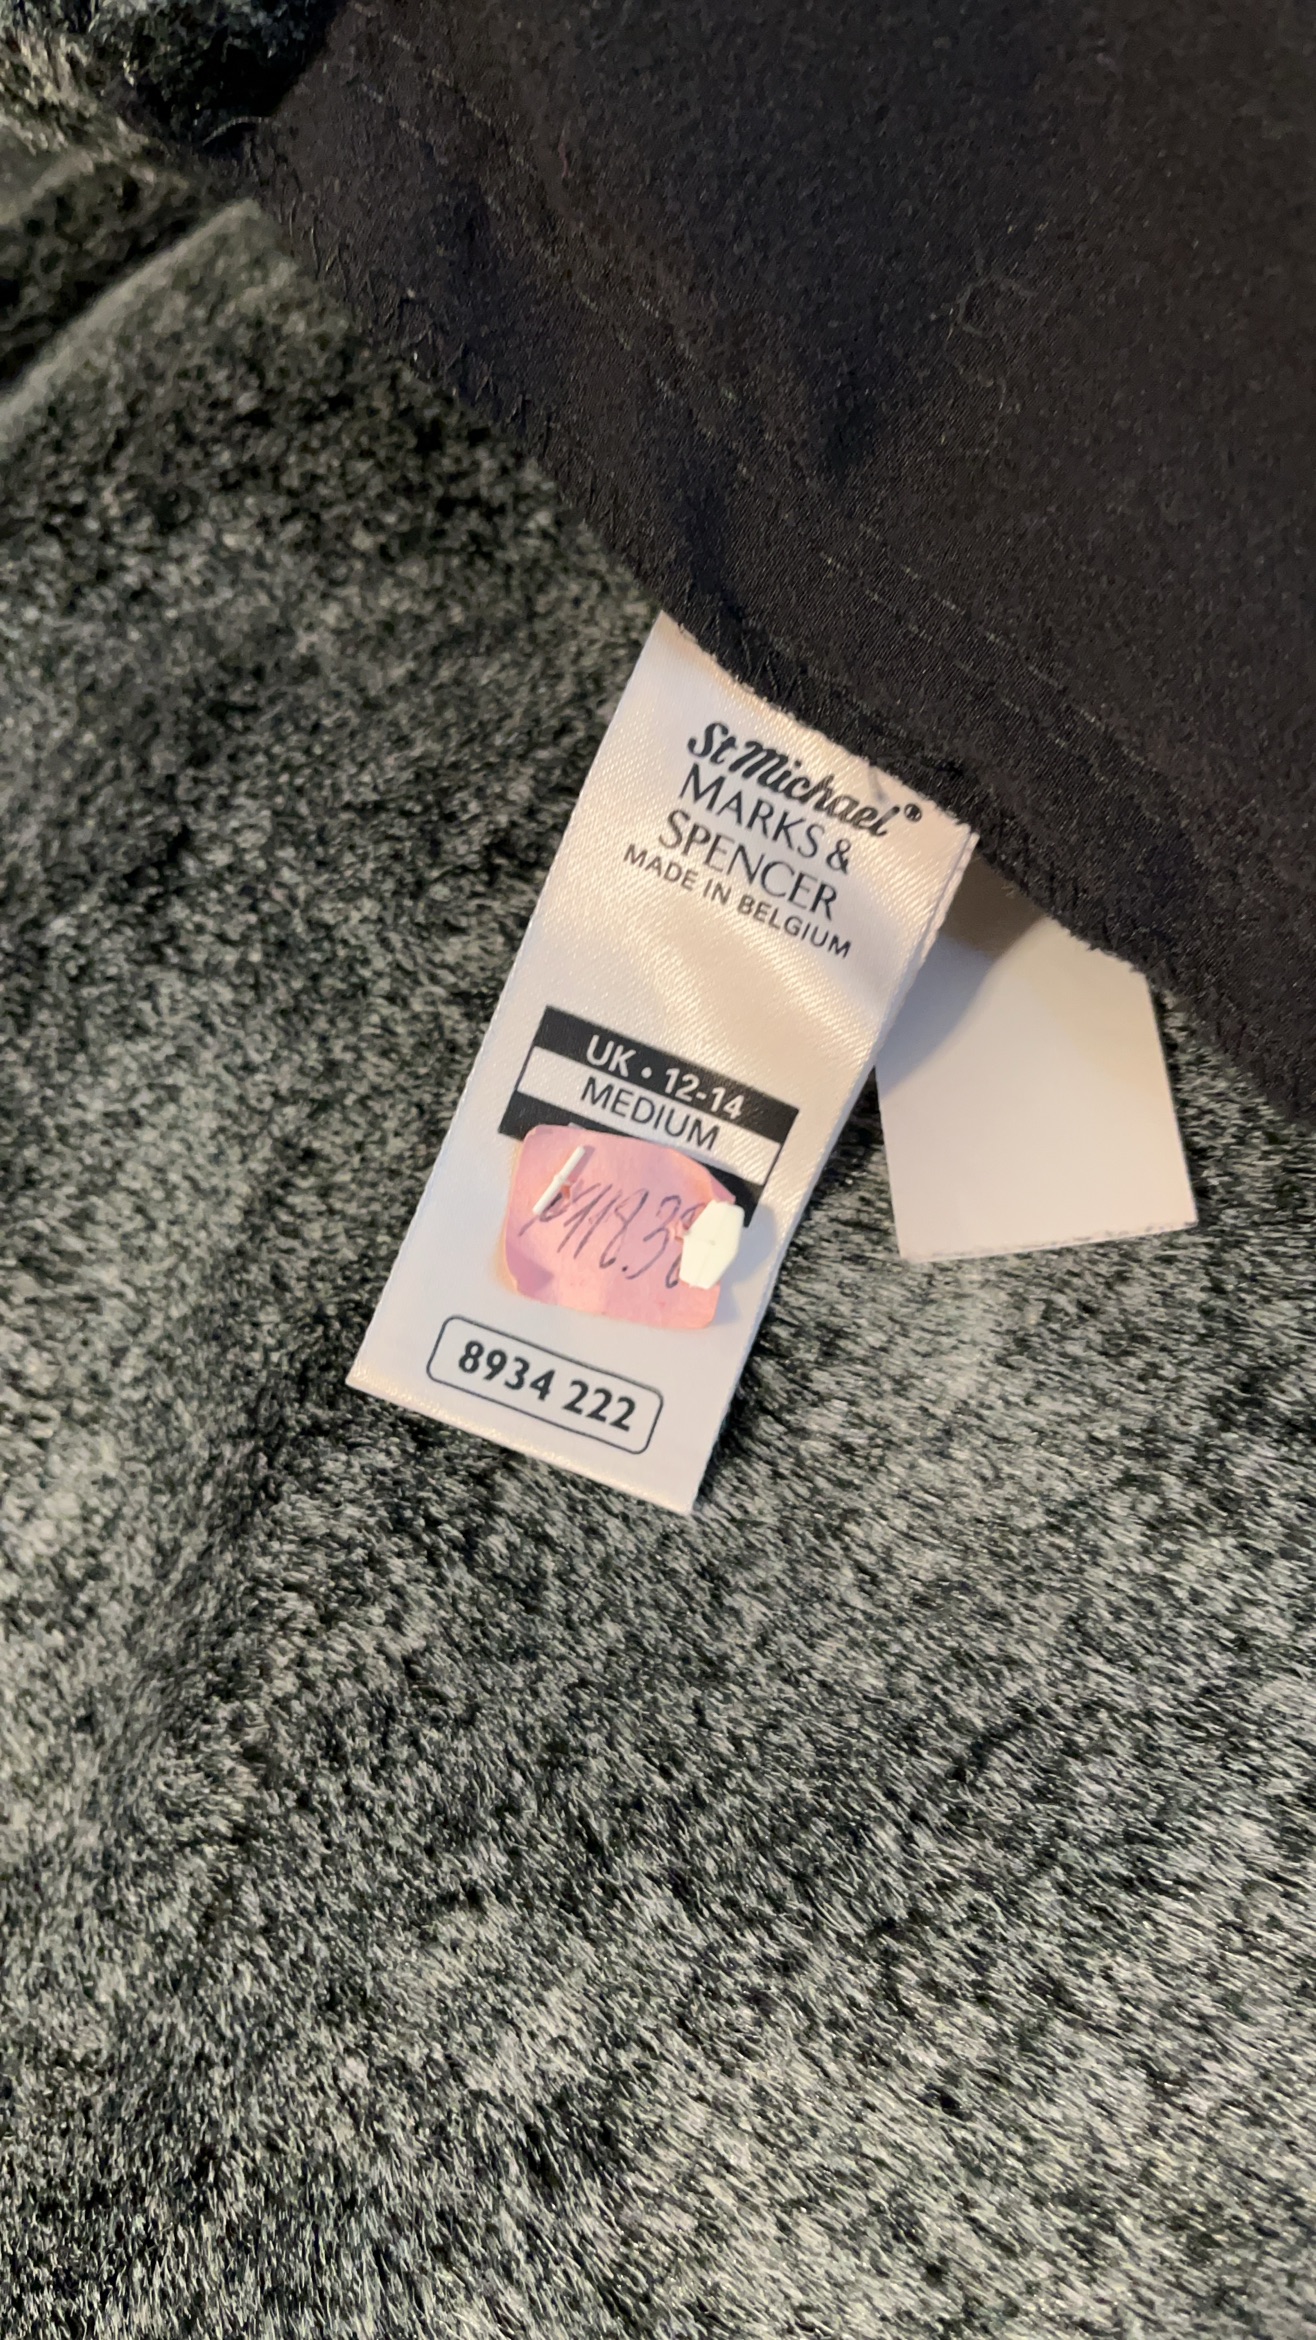 St Michael®
MARKS &
SPENCER
MADE IN BELGIUM
UK • 12-14
MEDIUM
8934 222